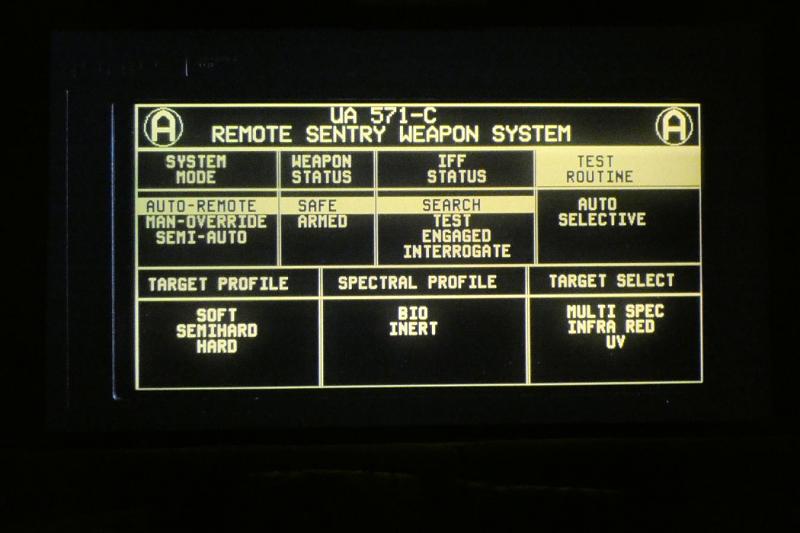 A
UA 571-C
A
REMOTE SENTRY WEAPON SYSTEM
SYSTEM
MODE
WEAPON
STATUS
IFF
STATUS
TEST
ROUTINE
AUTO-REMOTE
MAN-OVERRIDE
SEMI-AUTO
SAFE
ARMED
SEARCH
TEST
ENGAGED
INTERROGATE
AUTO
SELECTIVE
TARGET PROFILE
SPECTRAL PROFILE
TARGET SELECT
SOFT
SEMIHARD
HARD
BIO
INERT
MULTI SPEC
INFRA RED
UV